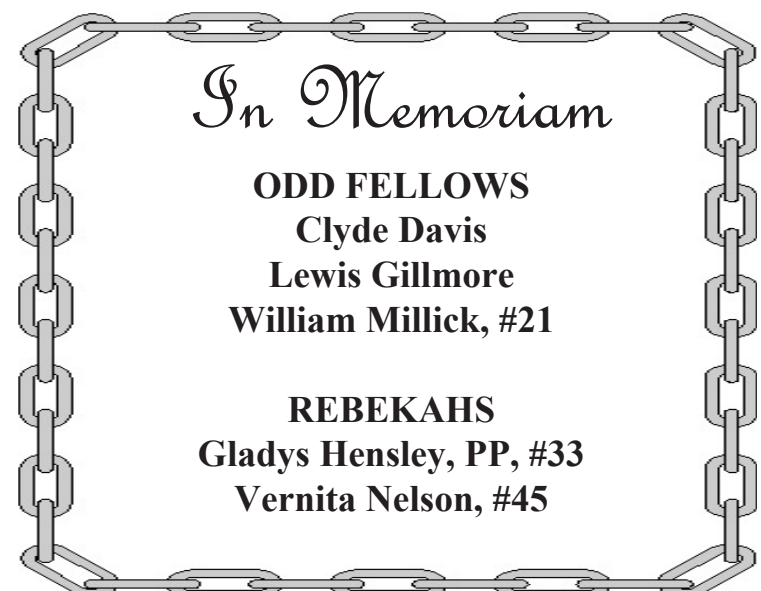 In Memoriam
ODD FELLOWS
Clyde Davis
Lewis Gillmore
William Millick, #21
REBEKAHS
Gladys Hensley, PP, #33
Vernita Nelson, #45